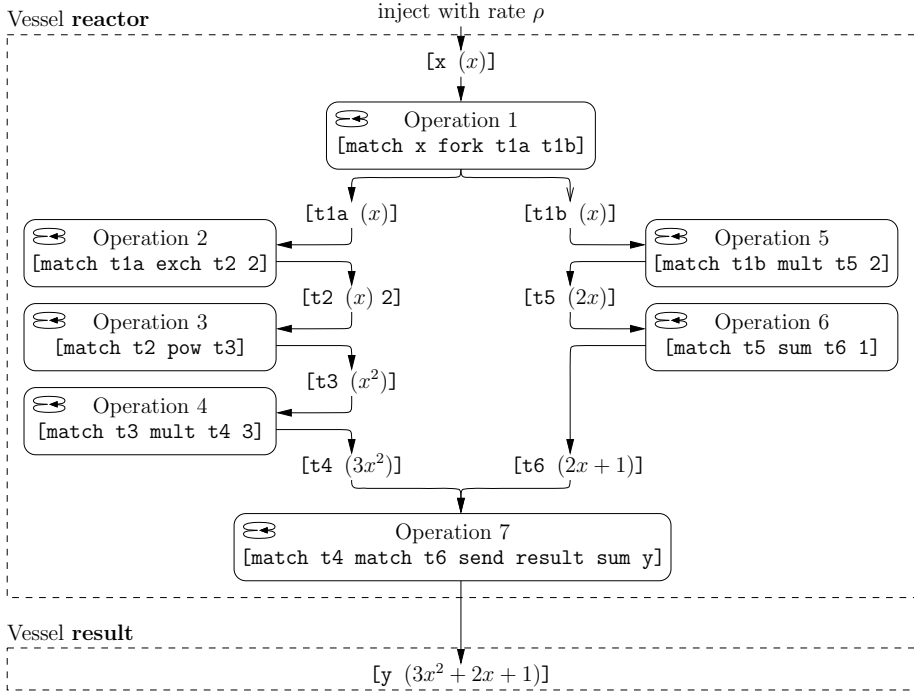 inject with rate ρ
Vessel reactor
[x (x)]
Operation 1
[match x fork t1a t1b]
[t1a (x)]
[t1b (x)]
Operation 2
[match t1a exch t2 2]
Operation 5
[match t1b mult t5 2]
[t2 (x) 2]
[t5 (2x)]
Operation 3
[match t2 pow t3]
Operation 6
[match t5 sum t6 1]
[t3 (x²)]
Operation 4
[match t3 mult t4 3]
[t4 (3x²)]
[t6 (2x + 1)]
Operation 7
[match t4 match t6 send result sum y]
Vessel result
[y (3x² + 2x + 1)]